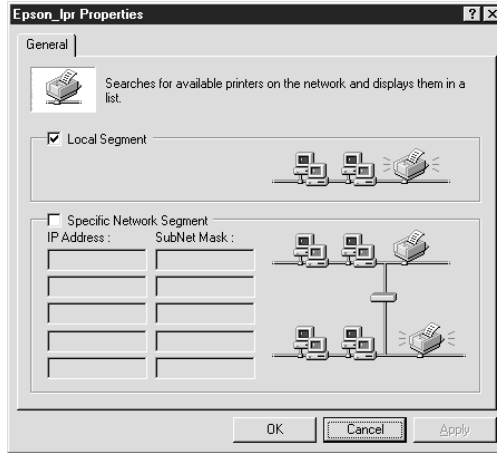 Epson_lpr Properties
General
Searches for available printers on the network and displays them in a
list.
Local Segment
Specific Network Segment
IP Address : SubNet Mask :
OK Cancel Apply